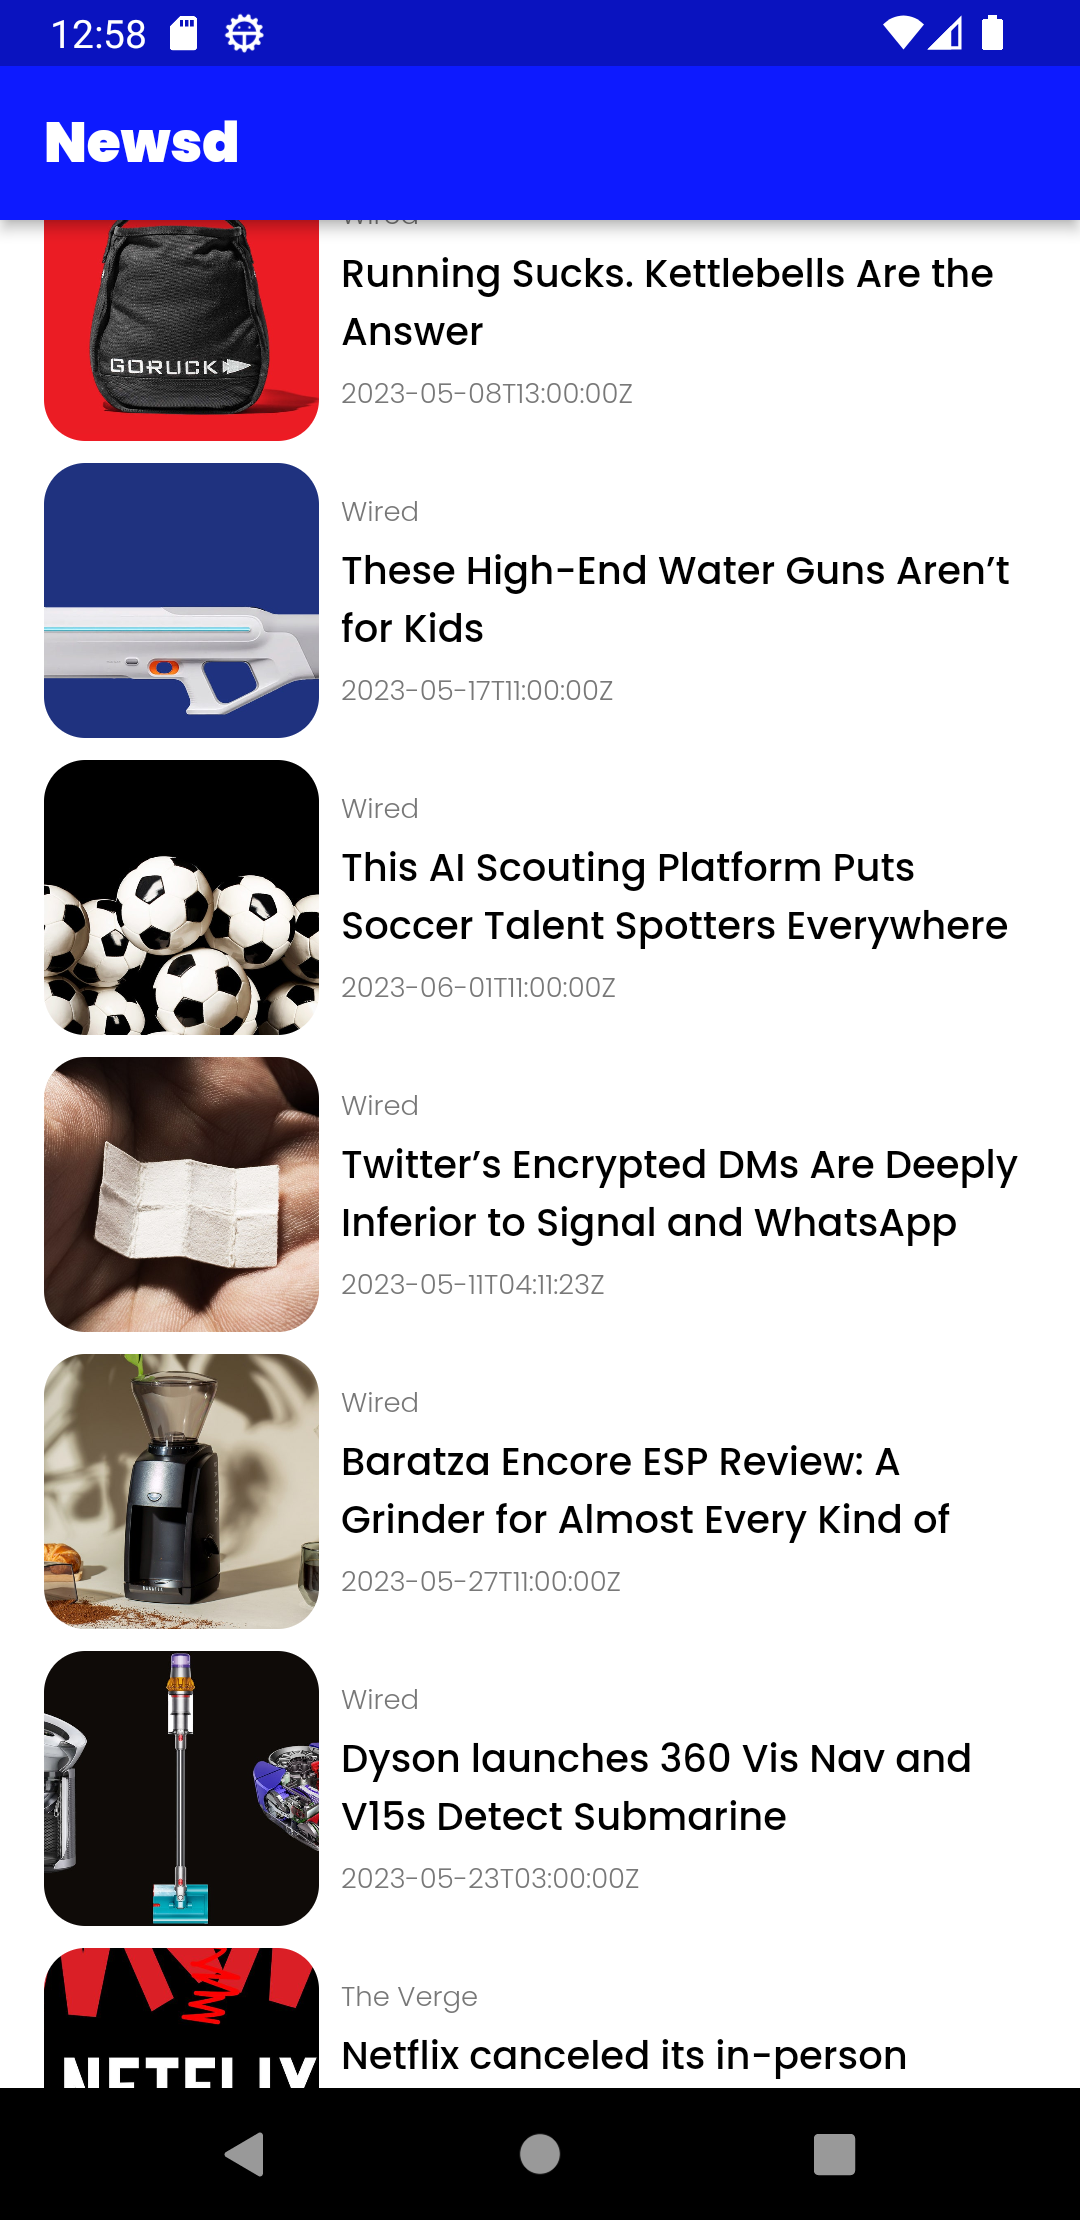 12:58
Newsd
Wired
Running Sucks. Kettlebells Are the
Answer
2023-05-08T13:00:00Z
GORUCK
Wired
These High-End Water Guns Aren’t
for Kids
2023-05-17T11:00:00Z
Wired
This AI Scouting Platform Puts
Soccer Talent Spotters Everywhere
2023-06-01T11:00:00Z
Wired
Twitter’s Encrypted DMs Are Deeply
Inferior to Signal and WhatsApp
2023-05-11T04:11:23Z
Wired
Baratza Encore ESP Review: A
Grinder for Almost Every Kind of
2023-05-27T11:00:00Z
Wired
Dyson launches 360 Vis Nav and
V15s Detect Submarine
2023-05-23T03:00:00Z
The Verge
Netflix canceled its in-person
NETFLIX